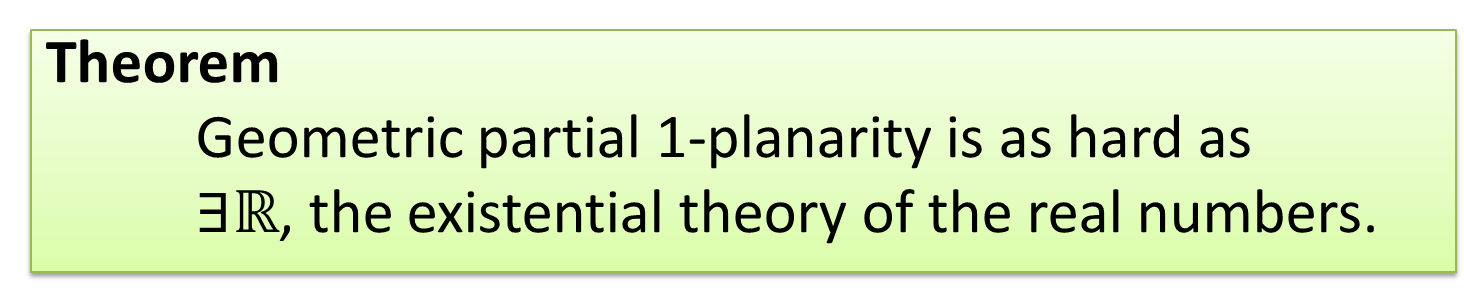 Theorem
Geometric partial 1-planarity is as hard as
∃ℝ, the existential theory of the real numbers.